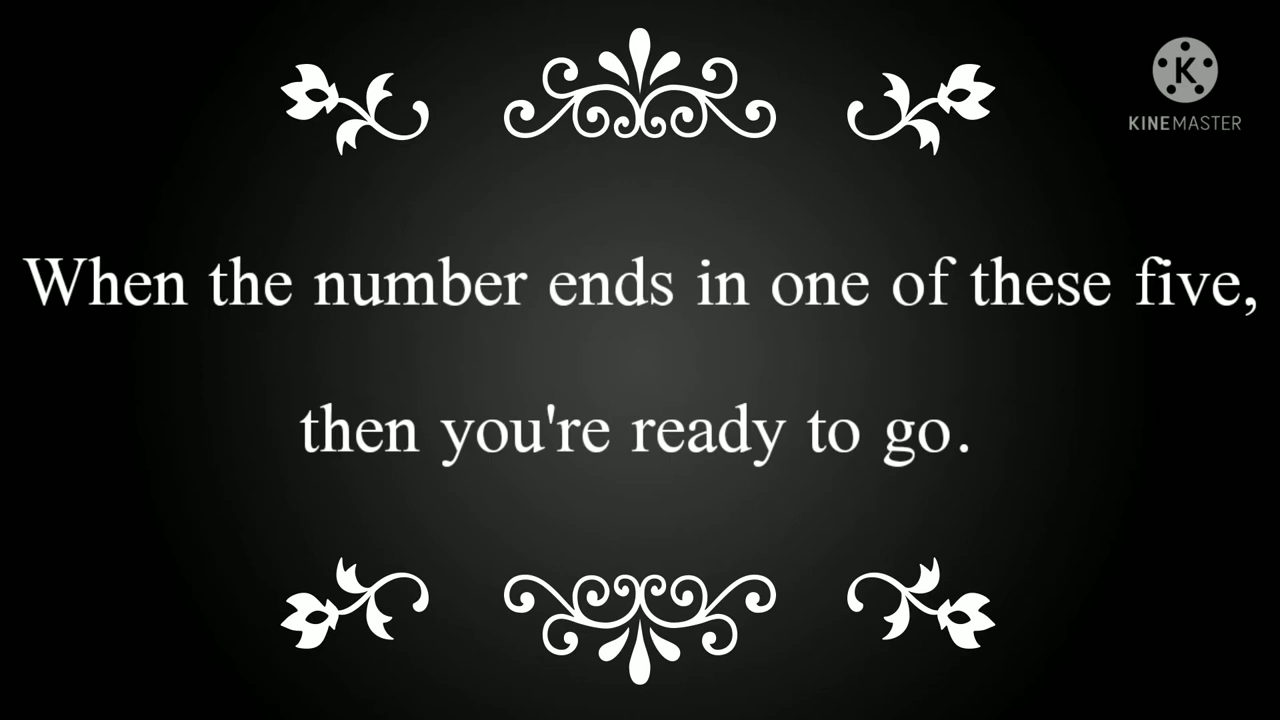 KINEMASTER
When the number ends in one of these five,
then you're ready to go.